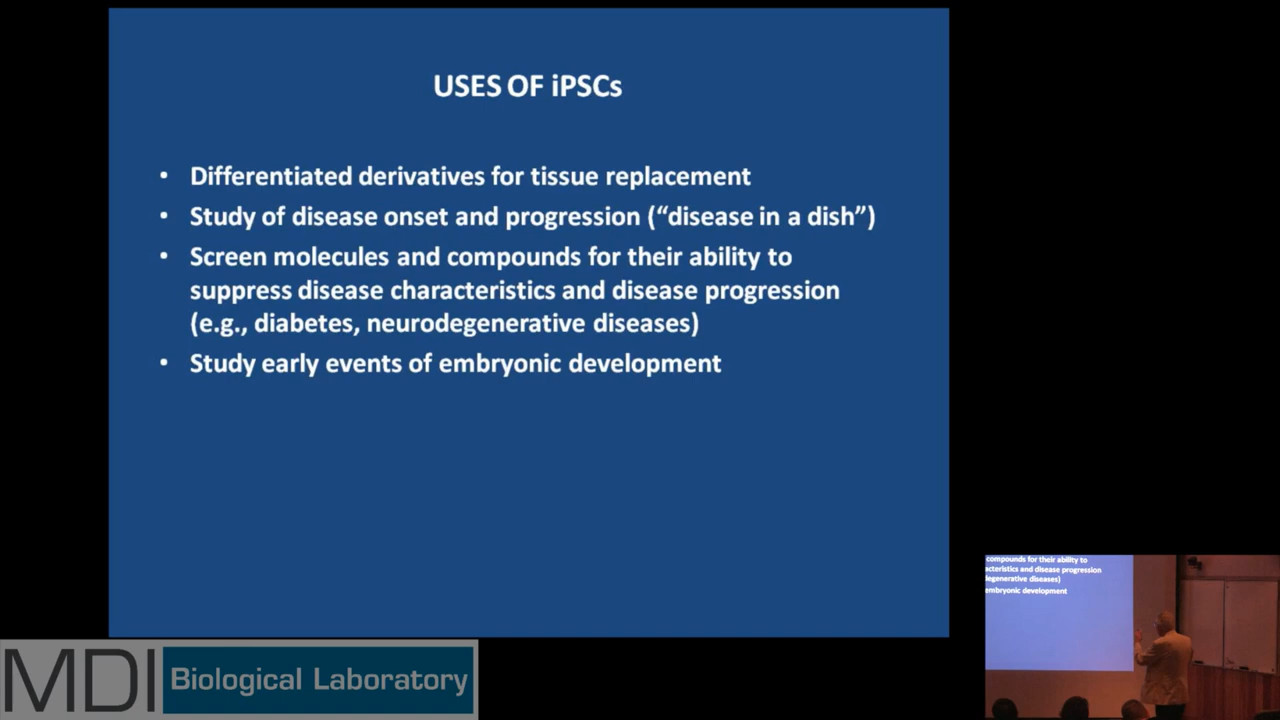 USES OF iPSCs
• Differentiated derivatives for tissue replacement
• Study of disease onset and progression (“disease in a dish”)
• Screen molecules and compounds for their ability to
suppress disease characteristics and disease progression
(e.g., diabetes, neurodegenerative diseases)
• Study early events of embryonic development
MDI Biological Laboratory
compounds for their ability to
acteristics and disease progression
degenerative diseases)
embryonic development